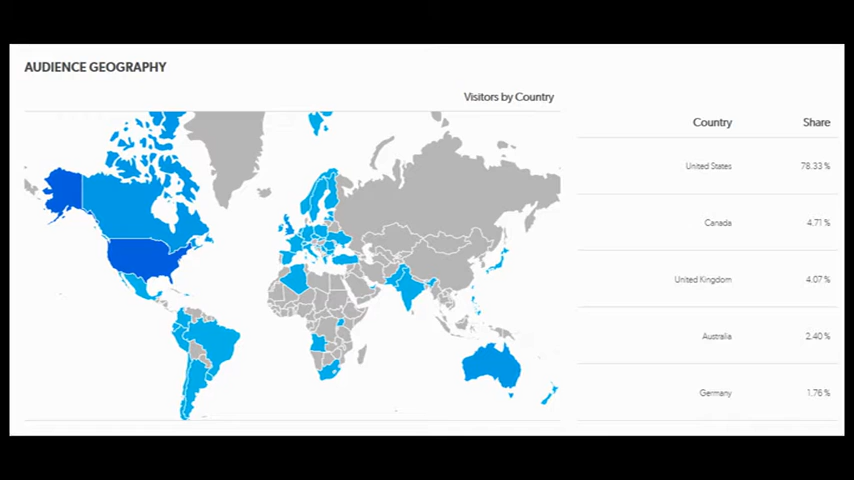 AUDIENCE GEOGRAPHY
Visitors by Country
Country Share
United States 78.33 %
Canada 4.71 %
United Kingdom 4.07 %
Australia 2.40 %
Germany 1.76 %